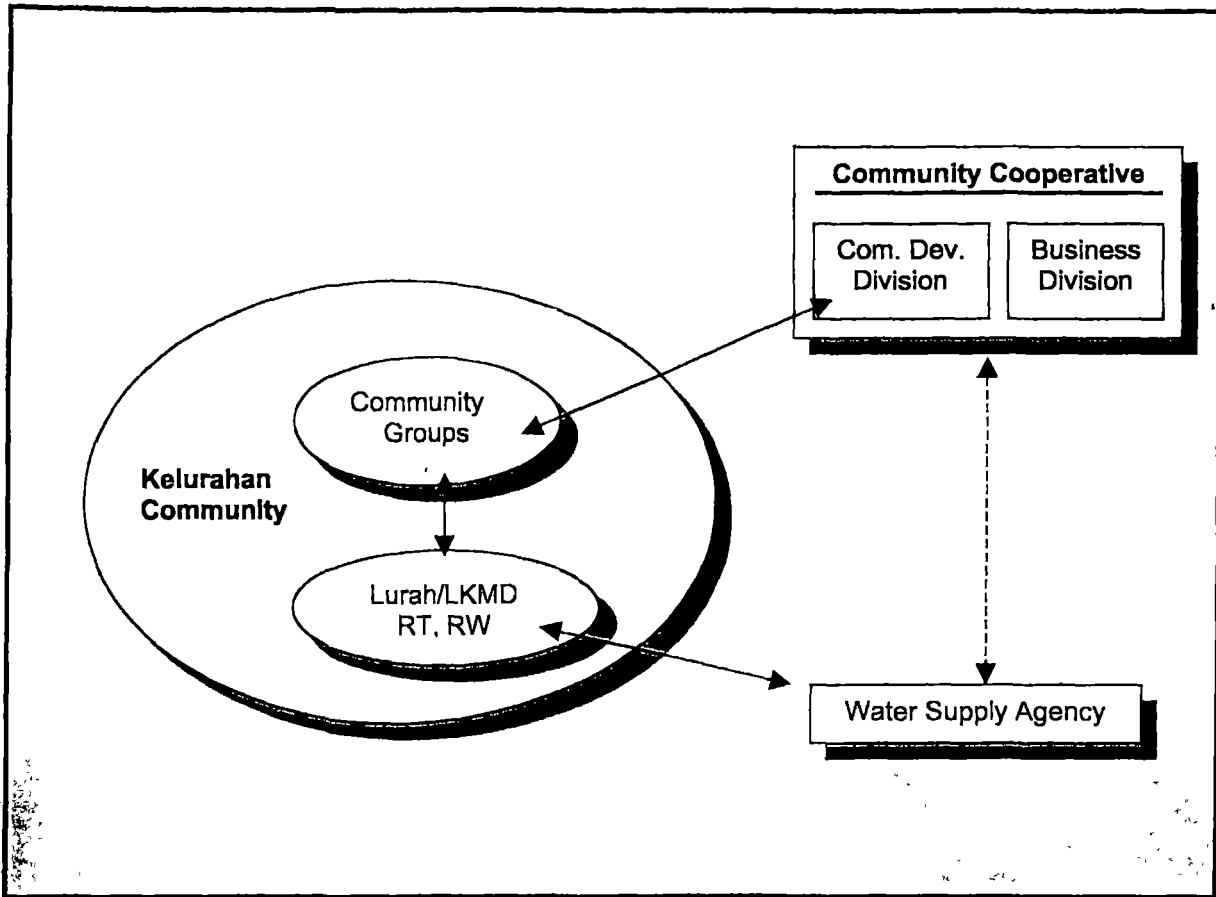 Community Cooperative
Com. Dev.
Division
Business
Division
Community
Groups
Kelurahan
Community
Lurah/LKMD
RT, RW
Water Supply Agency